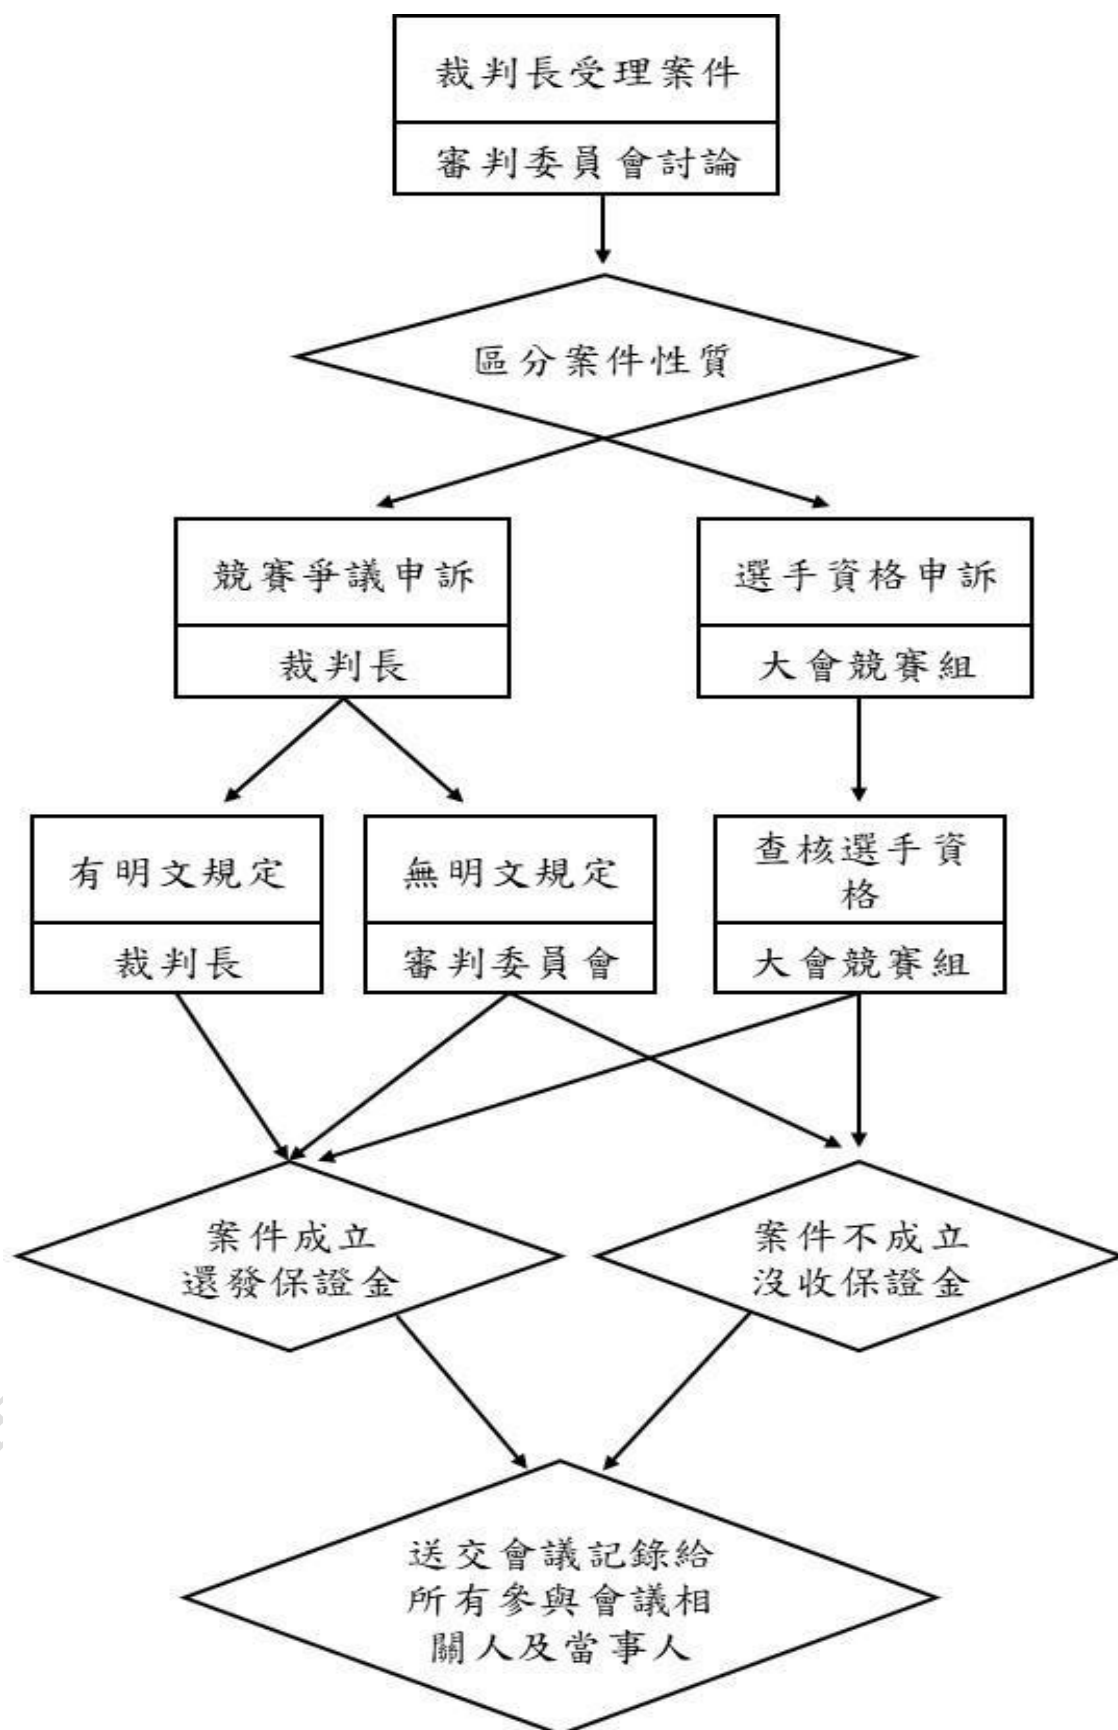 裁判長受理案件
審判委員會討論
區分案件性質
競賽爭議申訴
裁判長
選手資格申訴
大會競賽組
有明文規定
裁判長
無明文規定
審判委員會
查核選手資
格
大會競賽組
案件成立
還發保證金
案件不成立
沒收保證金
送交會議記錄給
所有參與會議相
關人及當事人